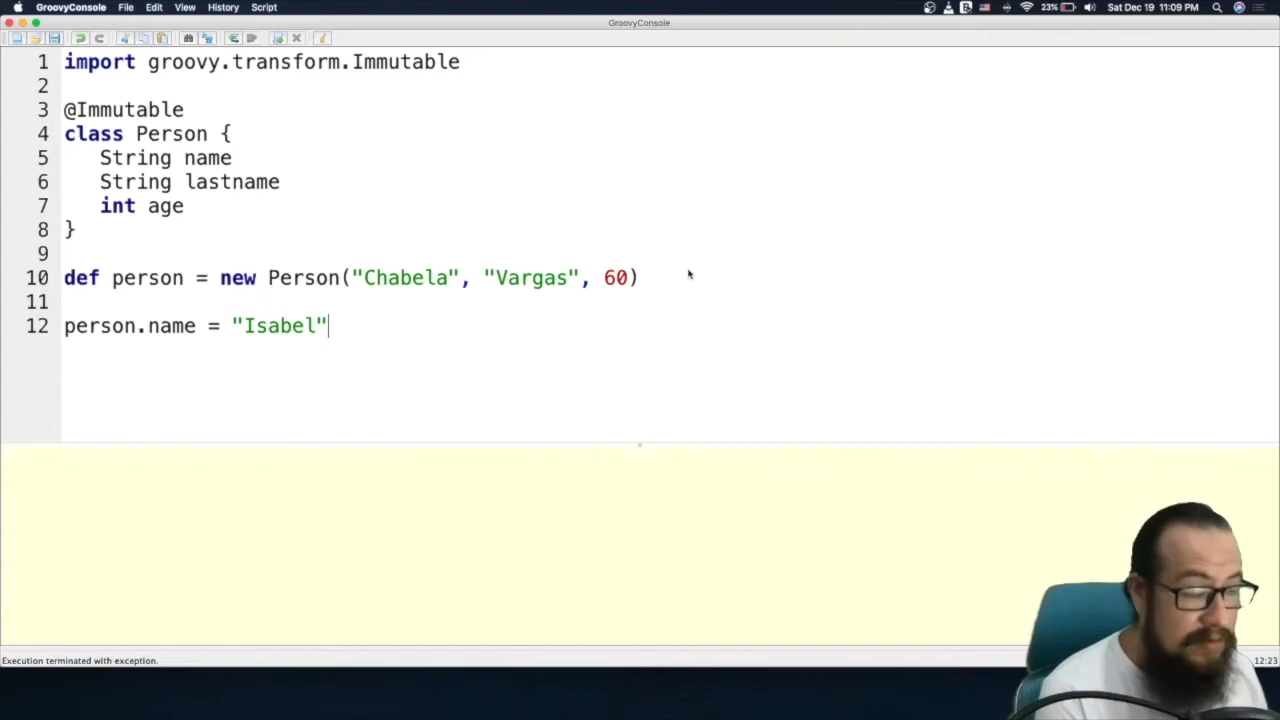 GroovyConsole File Edit View History Script 23% Sat Dec 19 11:09 PM
GroovyConsole
1 import groovy.transform.Immutable
2
3 @Immutable
4 class Person {
5 String name
6 String lastname
7 int age
8 }
9
10 def person = new Person("Chabela", "Vargas", 60)
11
12 person.name = "Isabel"
Execution terminated with exception.
12:23